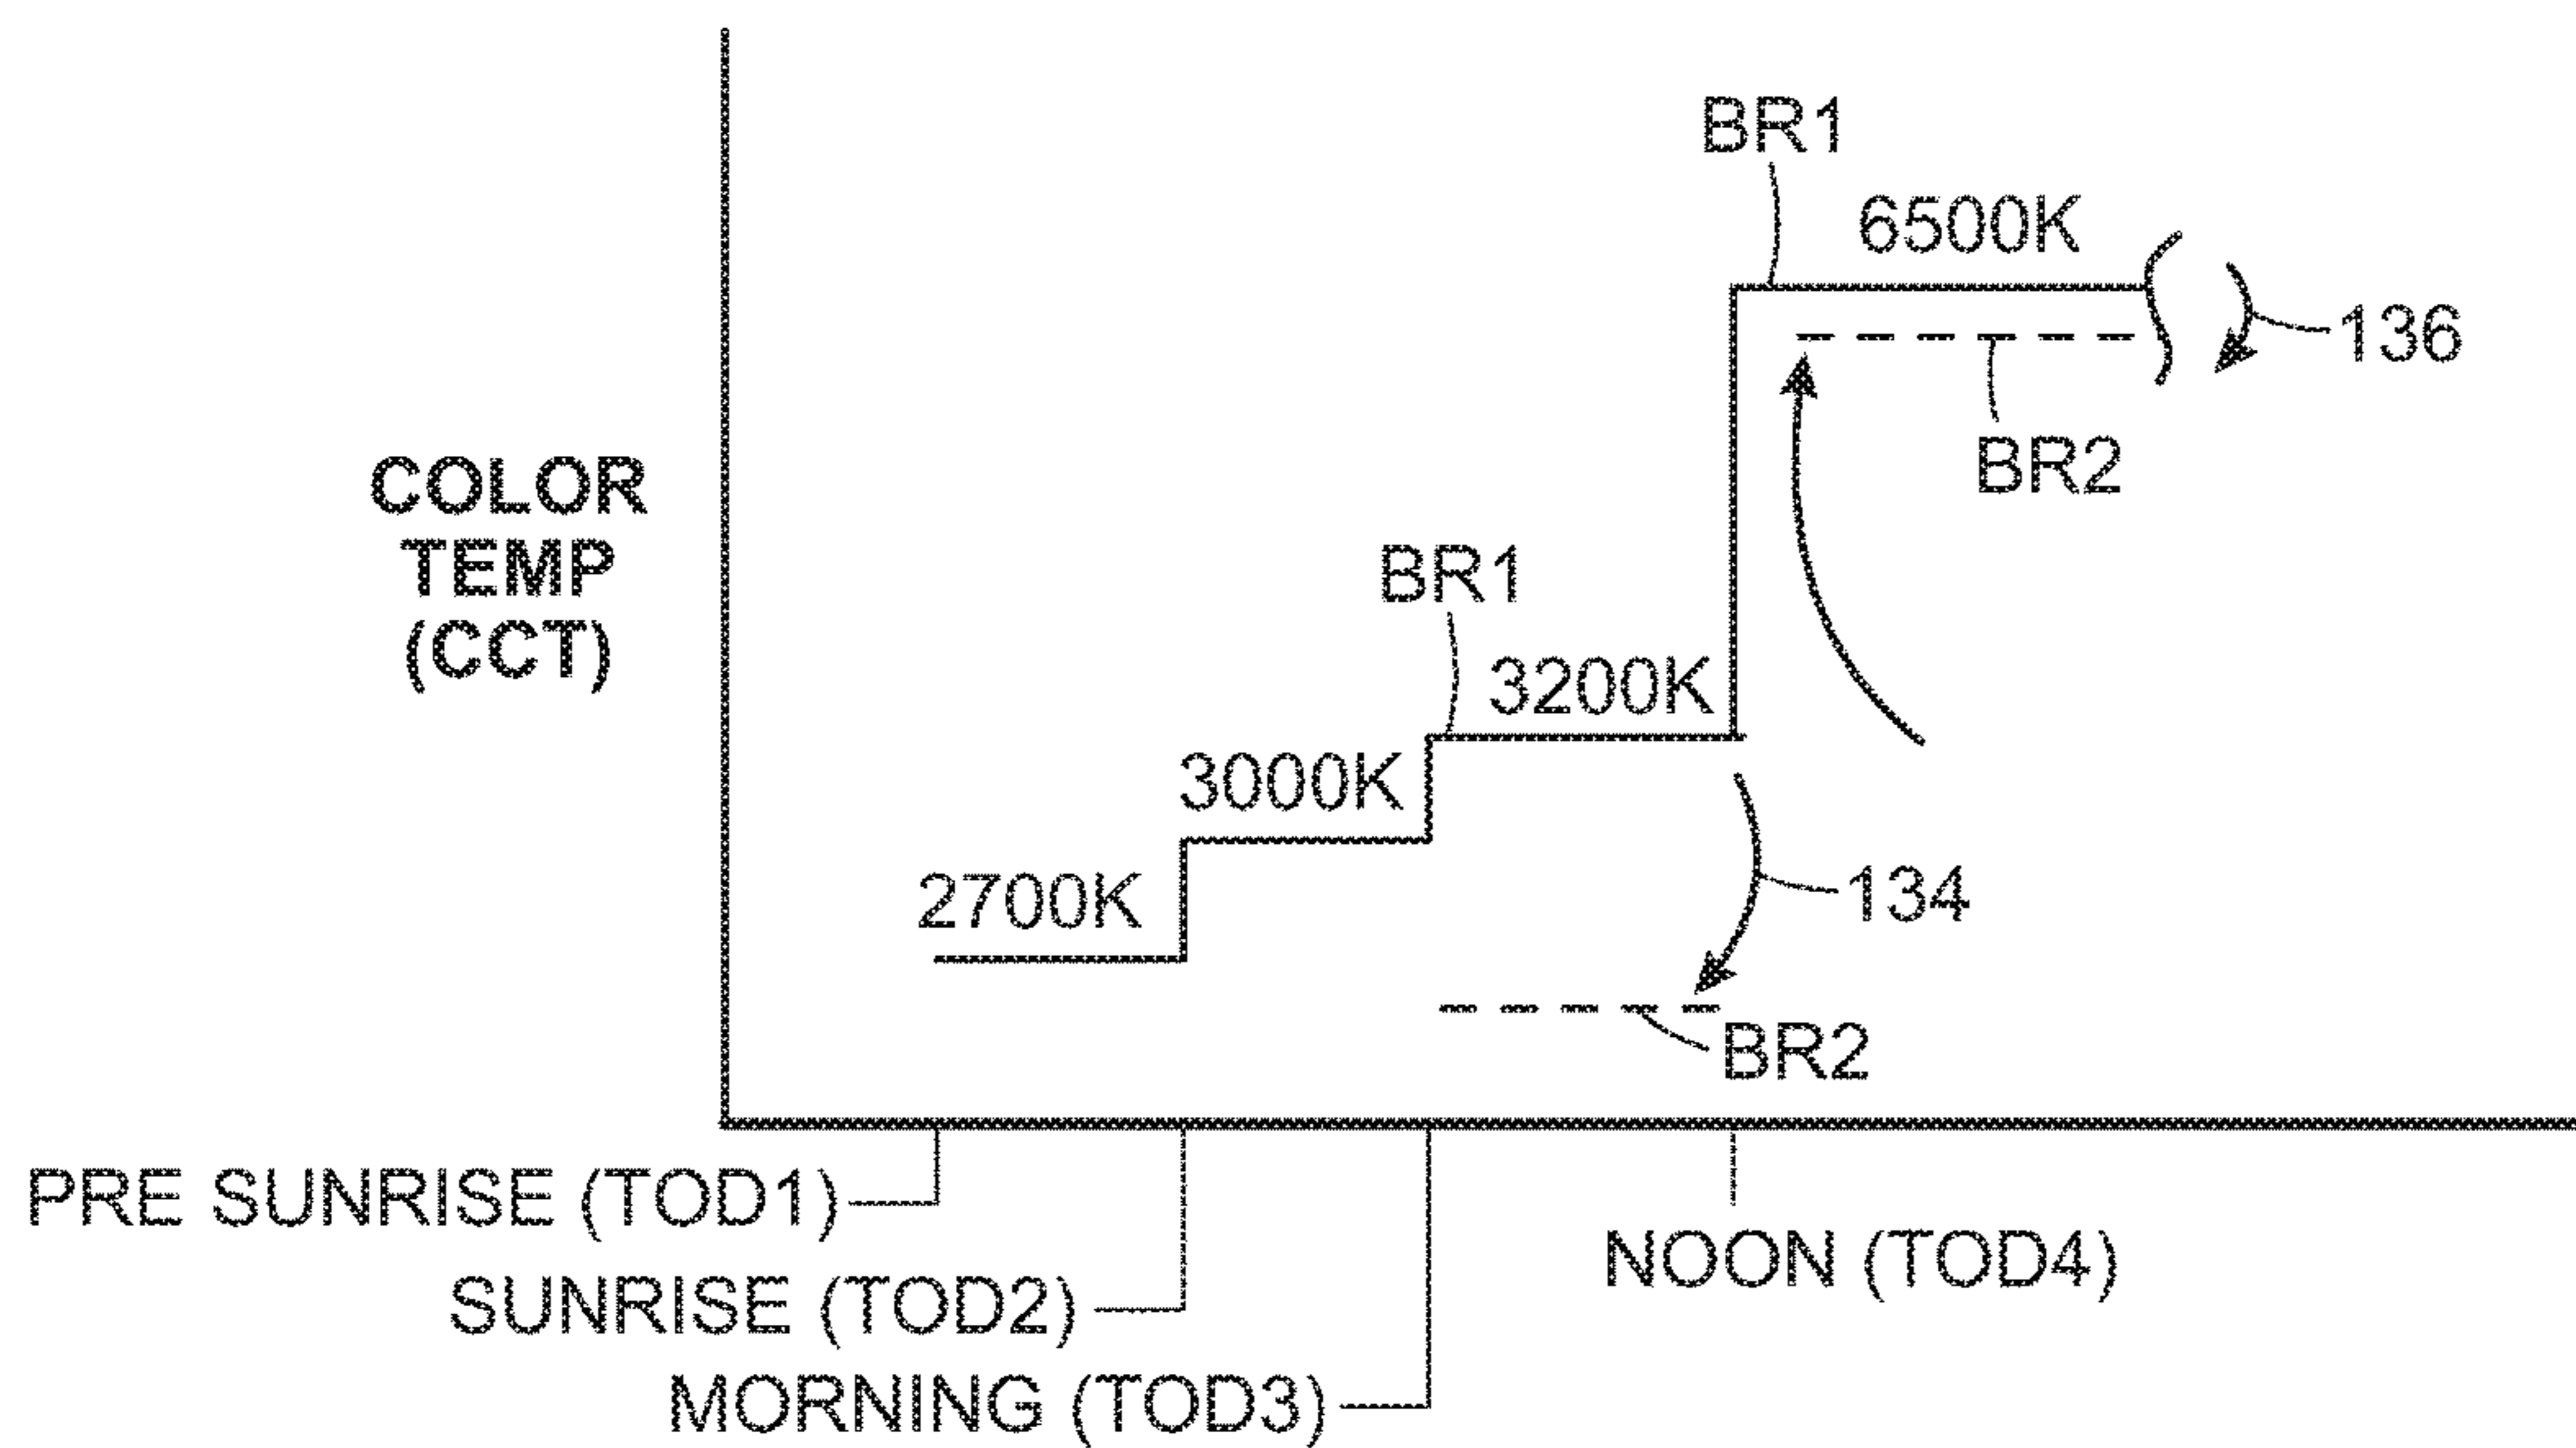 BR1
6500K
136
BR2
COLOR
TEMP
(CCT)
BR1
3200K
3000K
2700K
134
BR2
PRE SUNRISE (TOD1)
SUNRISE (TOD2)
MORNING (TOD3)
NOON (TOD4)